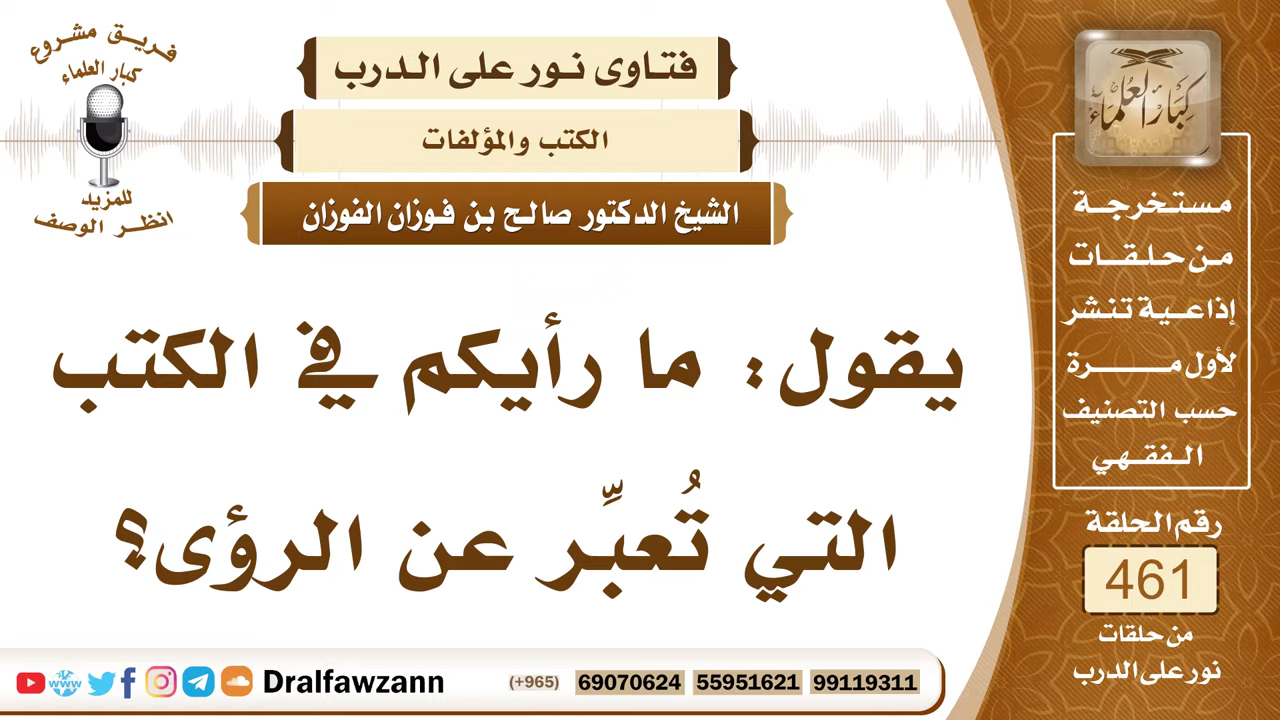 فريق مشروع
كبار العلماء
للمزيد
انظر الوصف
فتاوى نور على الدرب
الكتب والمؤلفات
الشيخ الدكتور صالح بن فوزان الفوزان
يقول: ما رأيكم في الكتب
التي تُعبِّر عن الرؤى؟
كبار العلماء
مستخرجة
من حلقات
إذاعية تنشر
لأول مرة
حسب التصنيف
الفقهي
رقم الحلقة
461
من حلقات
نور على الدرب
www
Dralfawzann (+965) 69070624 55951621 99119311